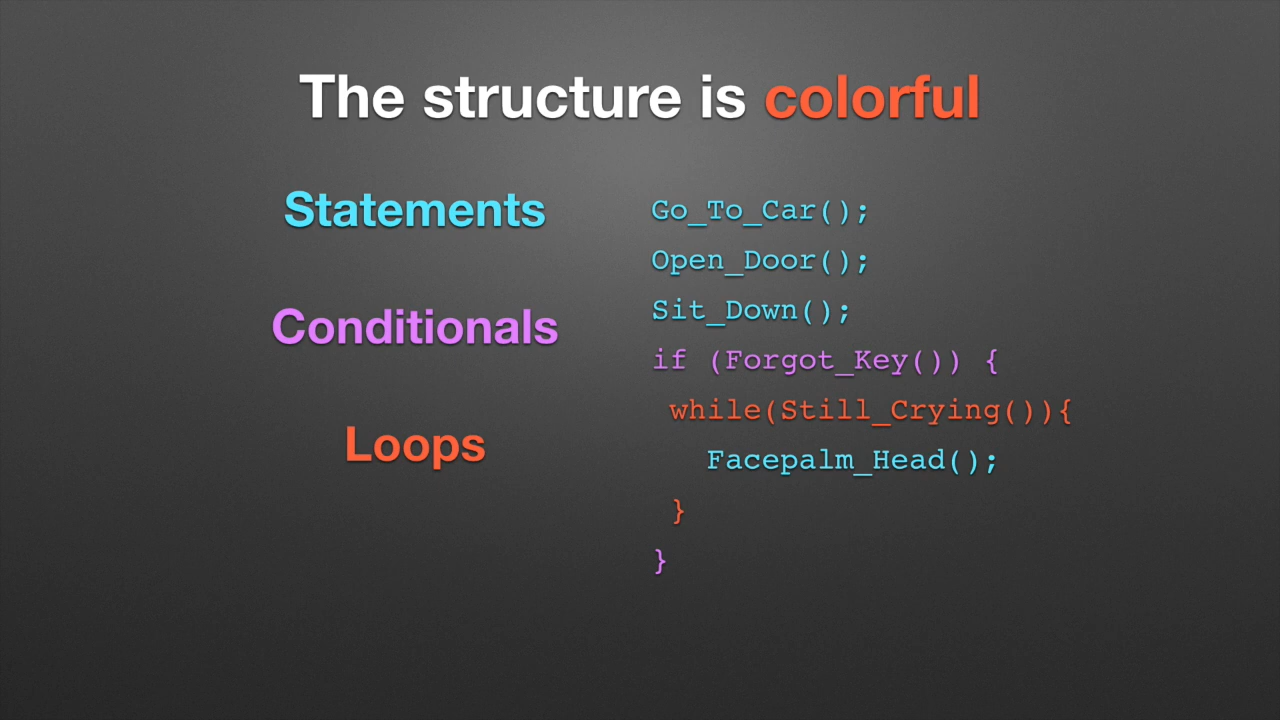 The structure is colorful
Statements
Conditionals
Loops
Go_To_Car();
Open_Door();
Sit_Down();
if (Forgot_Key()) {
 while(Still_Crying()){
   Facepalm_Head();
 }
}